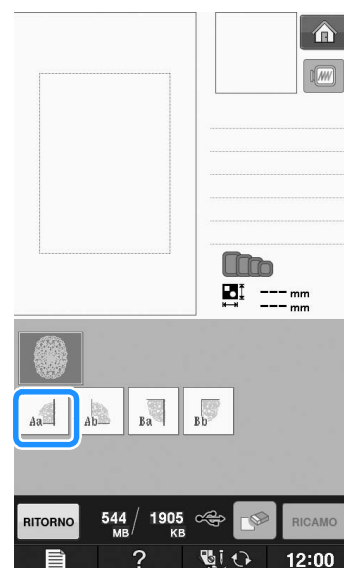 --- mm
--- mm
Aa
Ab
Ba
Bb
RITORNO
544 MB / 1905 KB
RICAMO
?
12:00